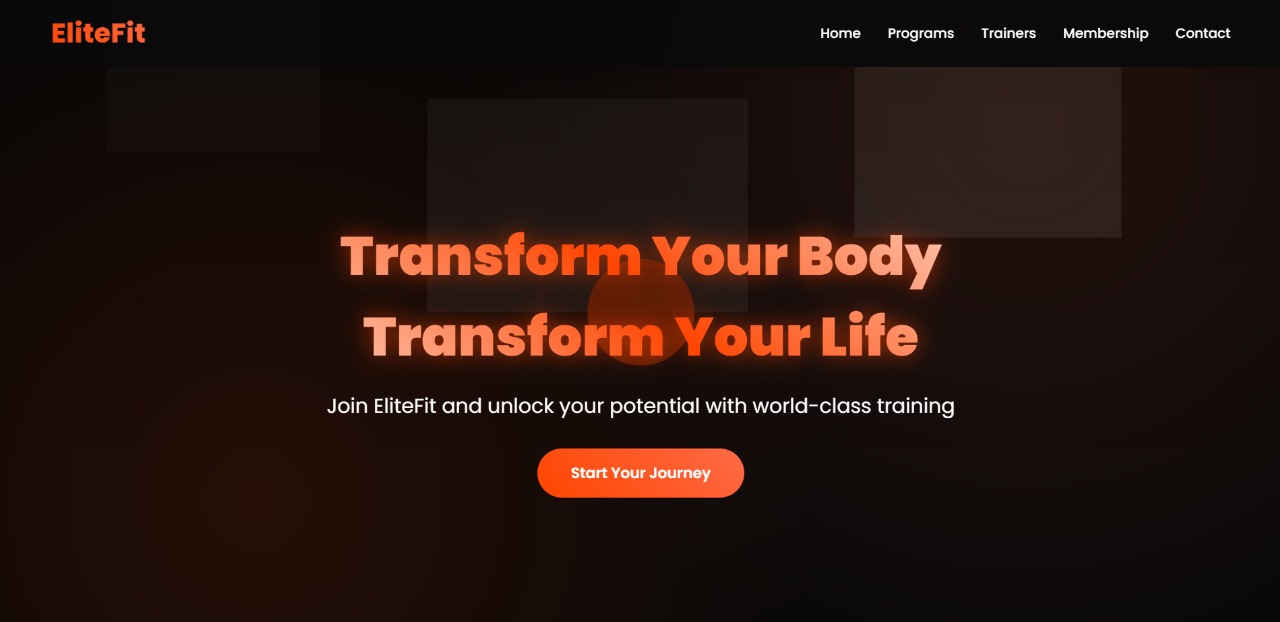 EliteFit
Home Programs Trainers Membership Contact
Transform Your Body
Transform Your Life
Join EliteFit and unlock your potential with world-class training
Start Your Journey